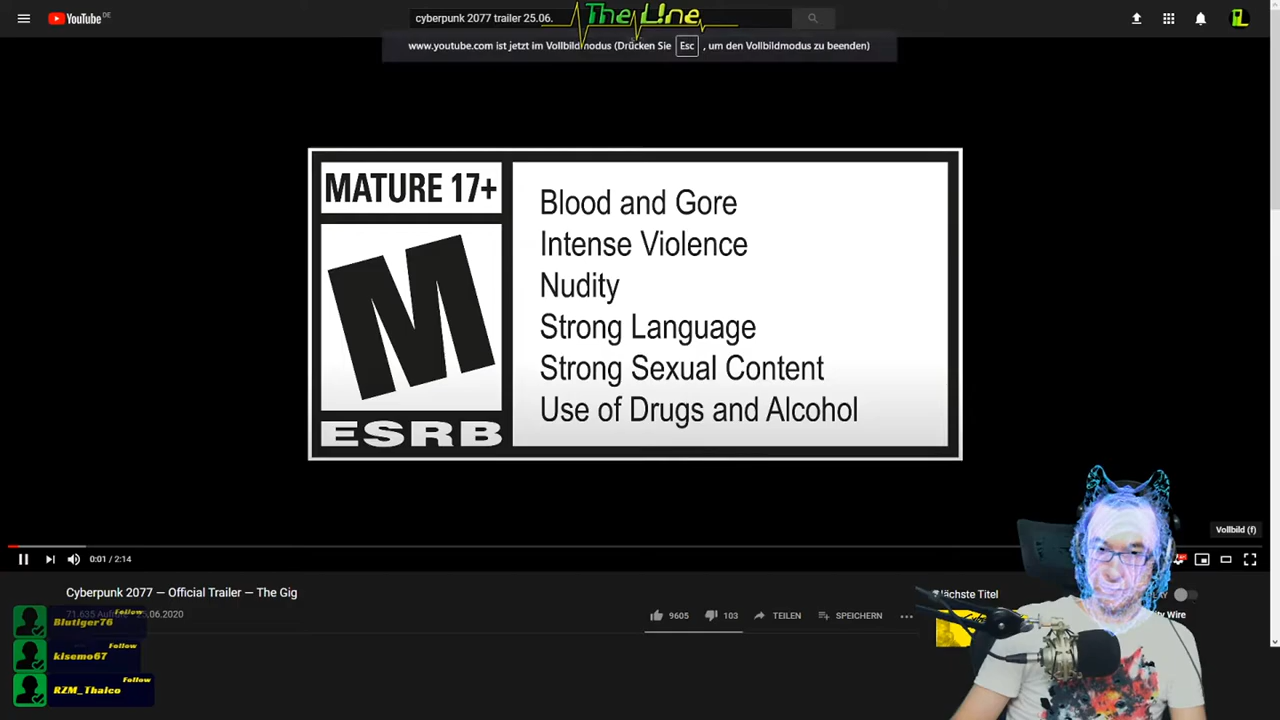 YouTube DE
cyberpunk 2077 trailer 25.06.
The L!ne
www.youtube.com ist jetzt im Vollbildmodus (Drücken Sie Esc , um den Vollbildmodus zu beenden)
MATURE 17+
M
ESRB
Blood and Gore
Intense Violence
Nudity
Strong Language
Strong Sexual Content
Use of Drugs and Alcohol
Vollbild (f)
0:01 / 2:14
Cyberpunk 2077 — Official Trailer — The Gig
9605
103
TEILEN
SPEICHERN
Follow
Blutiger76
Follow
kisemo67
Follow
RZM_Thaico